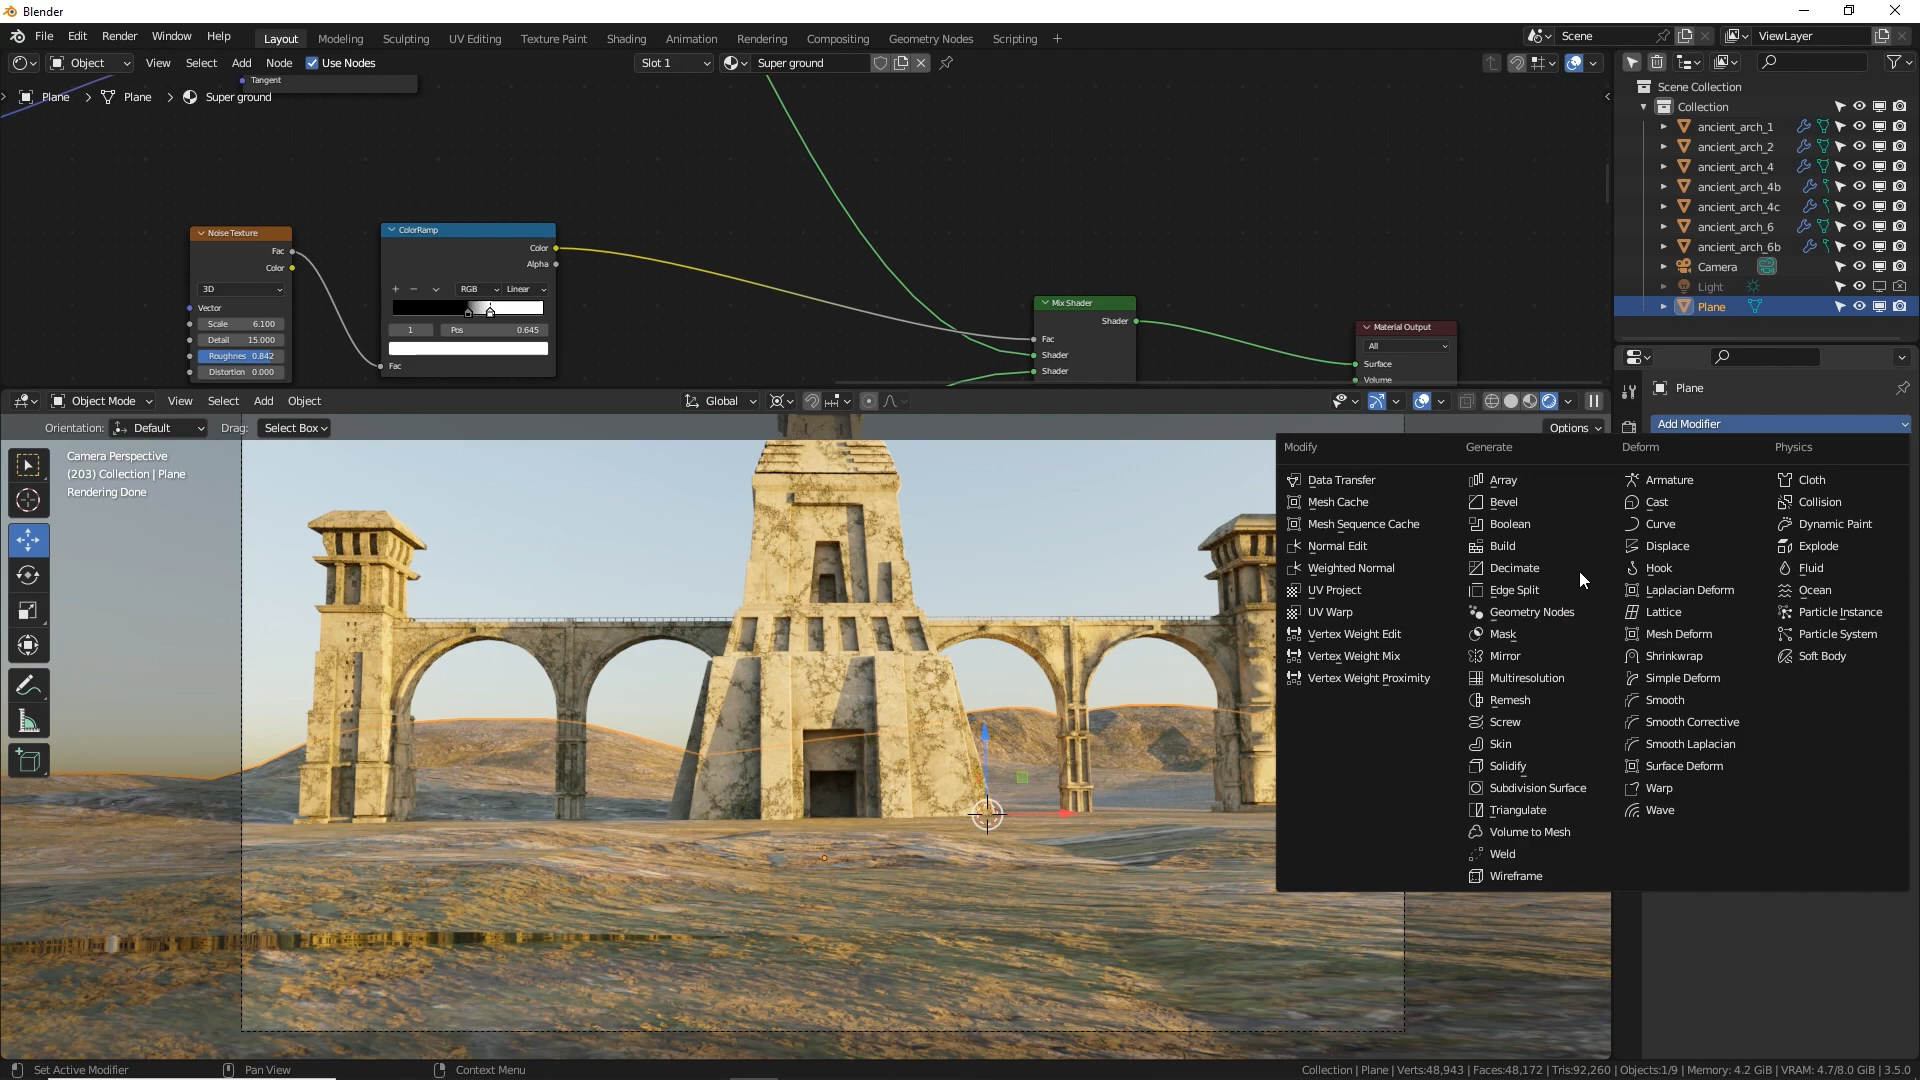 Blender
File Edit Render Window Help Layout Modeling Sculpting UV Editing Texture Paint Shading Animation Rendering Compositing Geometry Nodes Scripting + Scene ViewLayer
Object View Select Add Node Use Nodes Slot 1 Super ground
Tangent
Plane > Plane > Super ground
Noise Texture
Fac
Color
3D
Vector
Scale 6.100
Detail 15.000
Roughnes 0.842
Distortion 0.000
ColorRamp
Color
Alpha
RGB Linear
1 Pos 0.645
Fac
Mix Shader
Shader
Fac
Shader
Shader
Material Output
All
Surface
Volume
Scene Collection
Collection
ancient_arch_1
ancient_arch_2
ancient_arch_4
ancient_arch_4b
ancient_arch_4c
ancient_arch_6
ancient_arch_6b
Camera
Light
Plane
Plane
Add Modifier
Object Mode View Select Add Object Global
Orientation: Default Drag: Select Box Options
Camera Perspective
(203) Collection | Plane
Rendering Done
Modify
Data Transfer
Mesh Cache
Mesh Sequence Cache
Normal Edit
Weighted Normal
UV Project
UV Warp
Vertex Weight Edit
Vertex Weight Mix
Vertex Weight Proximity
Generate
Array
Bevel
Boolean
Build
Decimate
Edge Split
Geometry Nodes
Mask
Mirror
Multiresolution
Remesh
Screw
Skin
Solidify
Subdivision Surface
Triangulate
Volume to Mesh
Weld
Wireframe
Deform
Armature
Cast
Curve
Displace
Hook
Laplacian Deform
Lattice
Mesh Deform
Shrinkwrap
Simple Deform
Smooth
Smooth Corrective
Smooth Laplacian
Surface Deform
Warp
Wave
Physics
Cloth
Collision
Dynamic Paint
Explode
Fluid
Ocean
Particle Instance
Particle System
Soft Body
Set Active Modifier Pan View Context Menu Collection | Plane | Verts:48,943 | Faces:48,172 | Tris:92,260 | Objects:1/9 | Memory: 4.2 GiB | VRAM: 4.7/8.0 GiB | 3.5.0